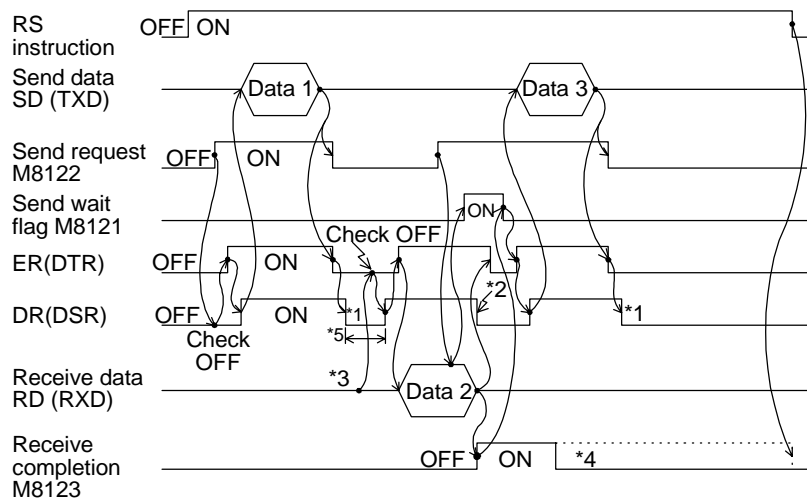 RS
instruction
OFF ON
Send data
SD (TXD)
Data 1
Data 3
Send request
M8122
OFF ON
Send wait
flag M8121
ON
Check OFF
ER(DTR)
OFF ON
*2
DR(DSR)
OFF ON
*1
*1
Check
OFF
*5
*3
Receive data
RD (RXD)
Data 2
Receive
completion
M8123
OFF ON
*4